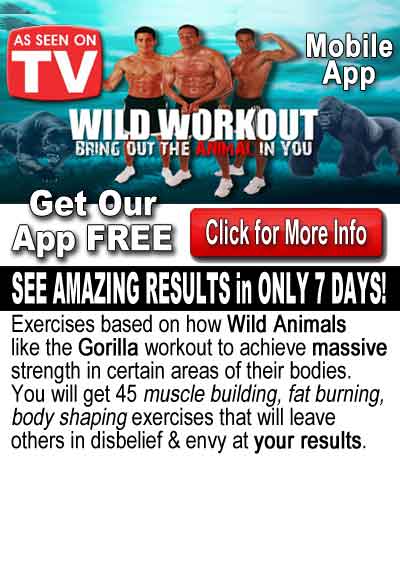 AS SEEN ON
TV
Mobile
App
WILD WORKOUT
BRING OUT THE ANIMAL IN YOU
Get Our
App FREE
Click for More Info
SEE AMAZING RESULTS in ONLY 7 DAYS!
Exercises based on how Wild Animals
like the Gorilla workout to achieve massive
strength in certain areas of their bodies.
You will get 45 muscle building, fat burning,
body shaping exercises that will leave
others in disbelief & envy at your results.